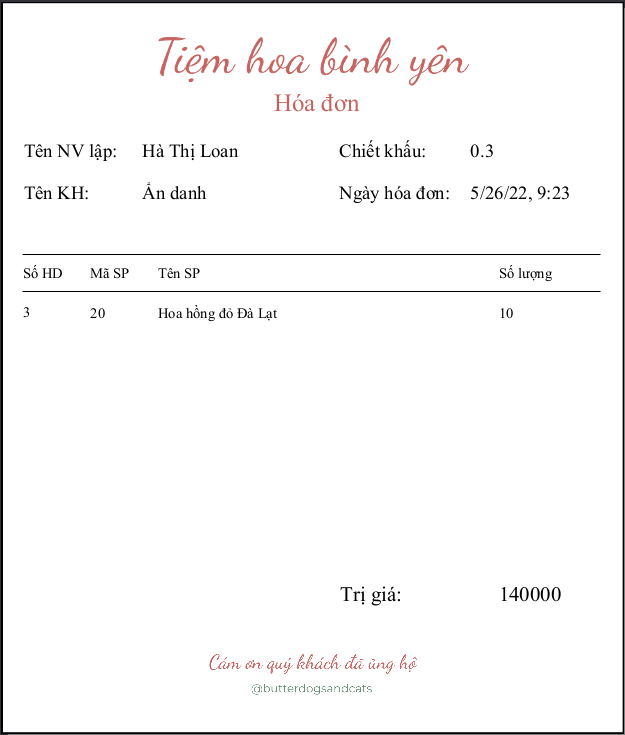 Tiệm hoa bình yên
Hóa đơn
Tên NV lập: Hà Thị Loan Chiết khấu: 0.3
Tên KH: Ẩn danh Ngày hóa đơn: 5/26/22, 9:23
Số HD Mã SP Tên SP Số lượng
3 20 Hoa hồng đỏ Đà Lạt 10
Trị giá: 140000
Cám ơn quý khách đã ủng hộ
@butterdogsandcats